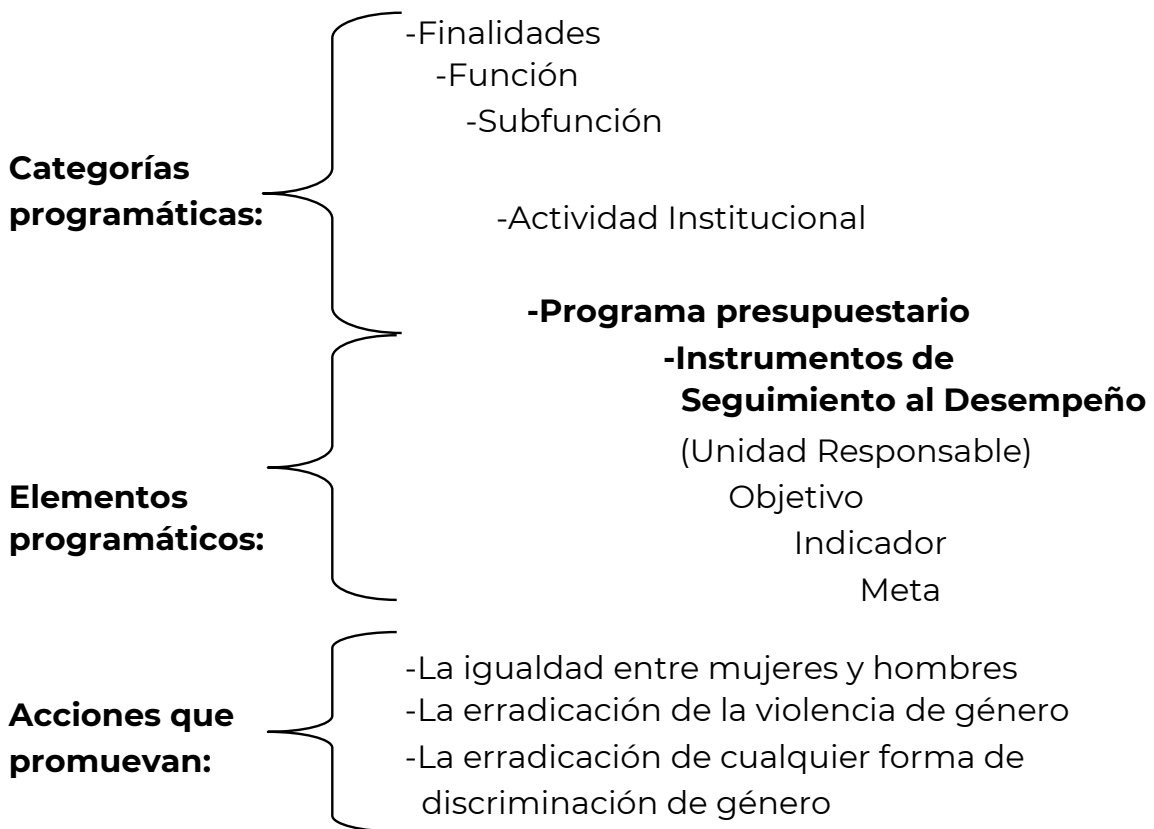 -Finalidades
-Función
-Subfunción
Categorías
programáticas:
-Actividad Institucional
-Programa presupuestario
-Instrumentos de
Seguimiento al Desempeño
(Unidad Responsable)
Elementos
programáticos:
Objetivo
Indicador
Meta
Acciones que
promuevan:
-La igualdad entre mujeres y hombres
-La erradicación de la violencia de género
-La erradicación de cualquier forma de
discriminación de género